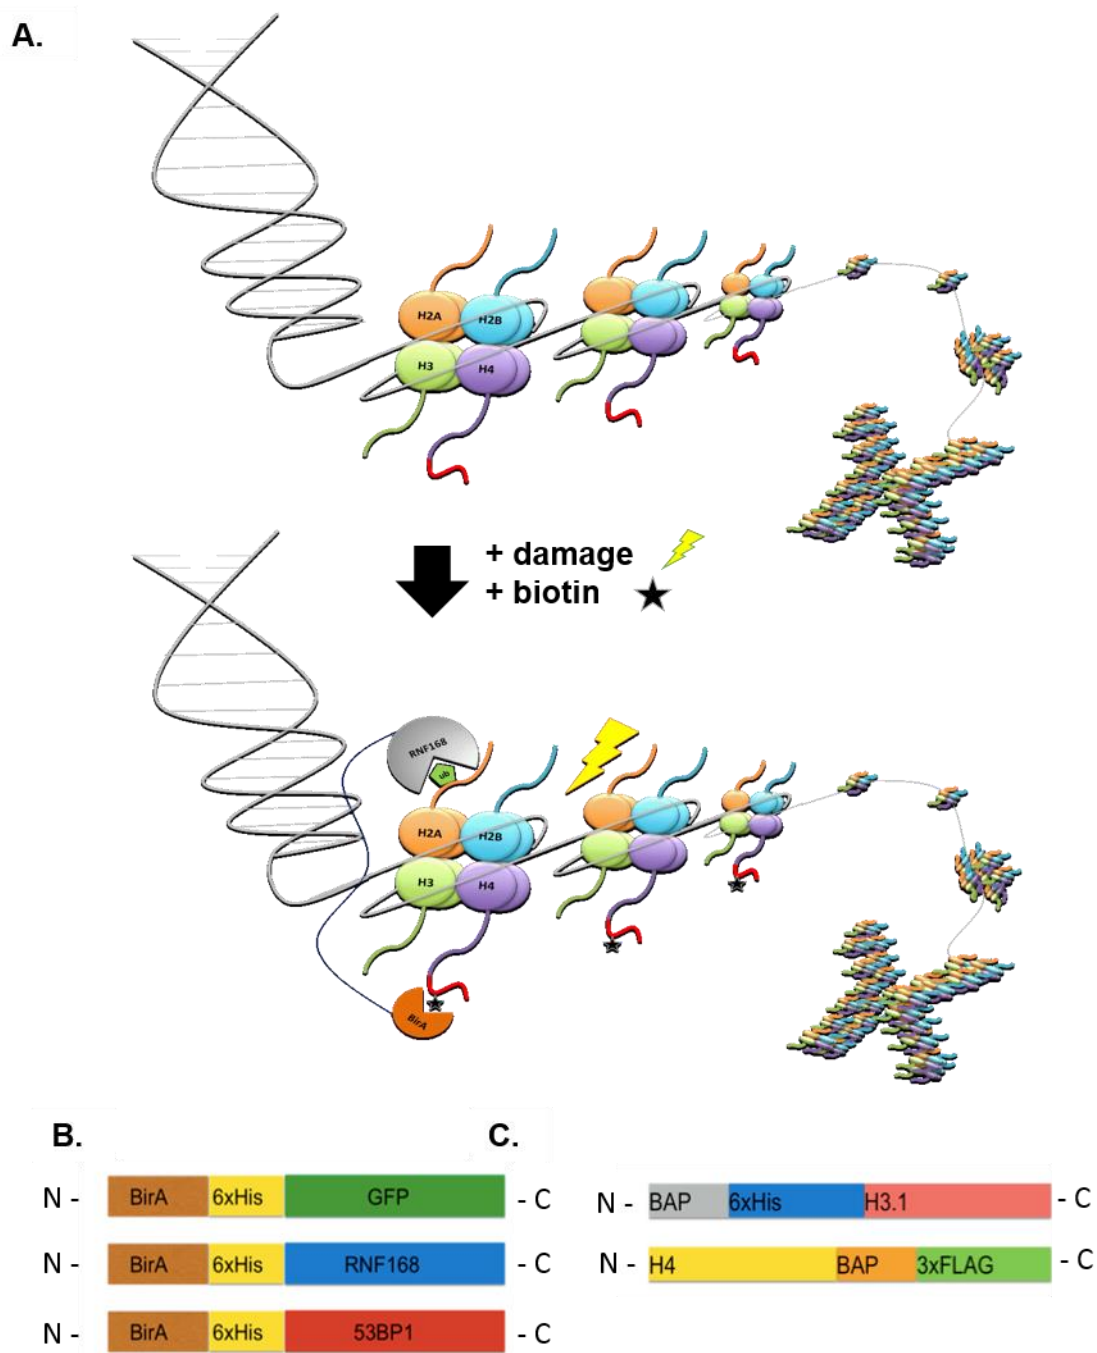 A.
H2A
H2B
H3
H4
+ damage
+ biotin
RNF168
ub
H2A
H2B
H3
H4
BirA
B.
N - BirA 6xHis GFP - C
N - BirA 6xHis RNF168 - C
N - BirA 6xHis 53BP1 - C
C.
N - BAP 6xHis H3.1 - C
N - H4 BAP 3xFLAG - C